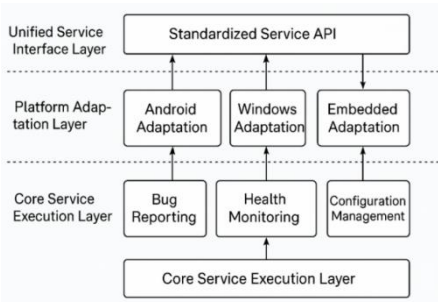 Unified Service
Interface Layer
Standardized Service API
Platform Adap-
tation Layer
Android
Adaptation
Windows
Adaptation
Embedded
Adaptation
Core Service
Execution Layer
Bug
Reporting
Health
Monitoring
Configuration
Management
Core Service Execution Layer